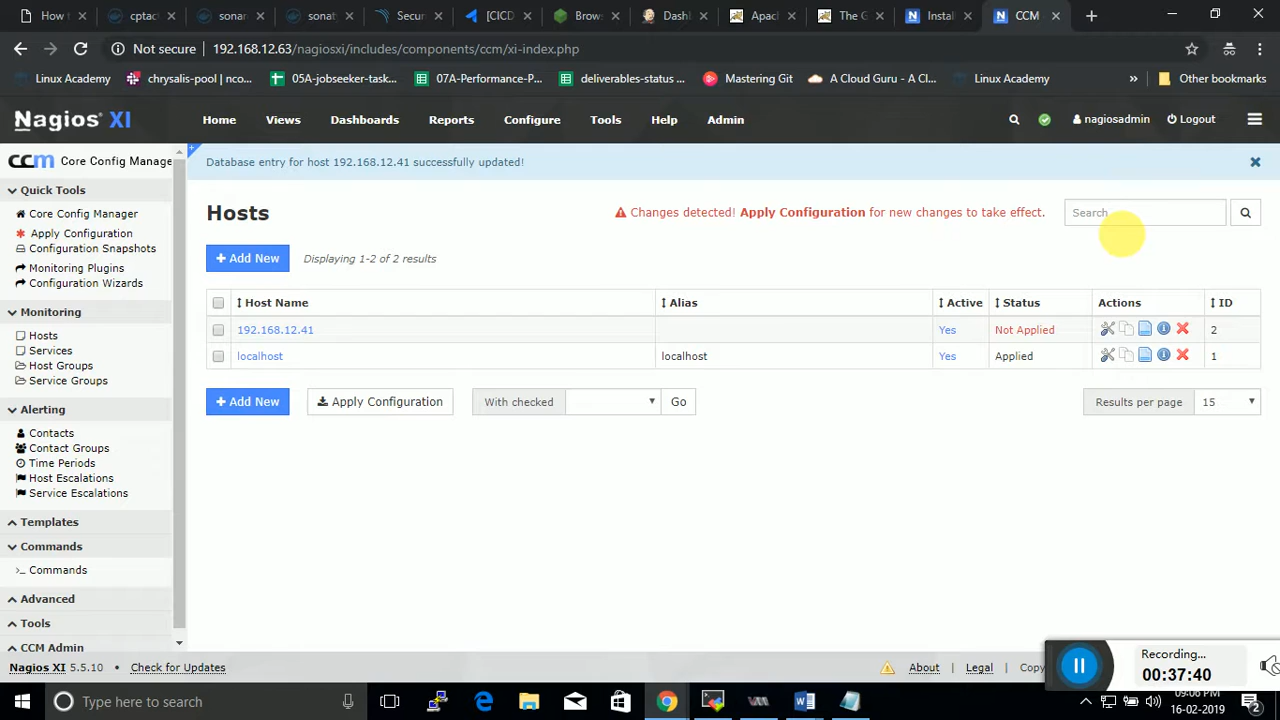 How t
cptac
sonar
sonaty
Secur
[CICD
Brows
Dashl
Apac
The G
Install
CCM
Not secure 192.168.12.63/nagiosxi/includes/components/ccm/xi-index.php
Linux Academy
chrysalis-pool | nco...
05A-jobseeker-task...
07A-Performance-P...
deliverables-status ...
Mastering Git
A Cloud Guru - A Cl...
Linux Academy
»
Other bookmarks
Nagios® XI
Home
Views
Dashboards
Reports
Configure
Tools
Help
Admin
nagiosadmin
Logout
ccm Core Config Manage
Database entry for host 192.168.12.41 successfully updated!
Quick Tools
Core Config Manager
Apply Configuration
Configuration Snapshots
Monitoring Plugins
Configuration Wizards
Monitoring
Hosts
Services
Host Groups
Service Groups
Alerting
Contacts
Contact Groups
Time Periods
Host Escalations
Service Escalations
Templates
Commands
>_ Commands
Advanced
Tools
CCM Admin
Hosts
Changes detected! Apply Configuration for new changes to take effect.
Search
+ Add New
Displaying 1-2 of 2 results
Host Name Alias Active Status Actions ID
192.168.12.41 Yes Not Applied 2
localhost localhost Yes Applied 1
+ Add New
Apply Configuration
With checked
Go
Results per page 15
Nagios XI 5.5.10 • Check for Updates
About | Legal | Copy
Recording...
00:37:40
Type here to search
09:06 PM
16-02-2019
2